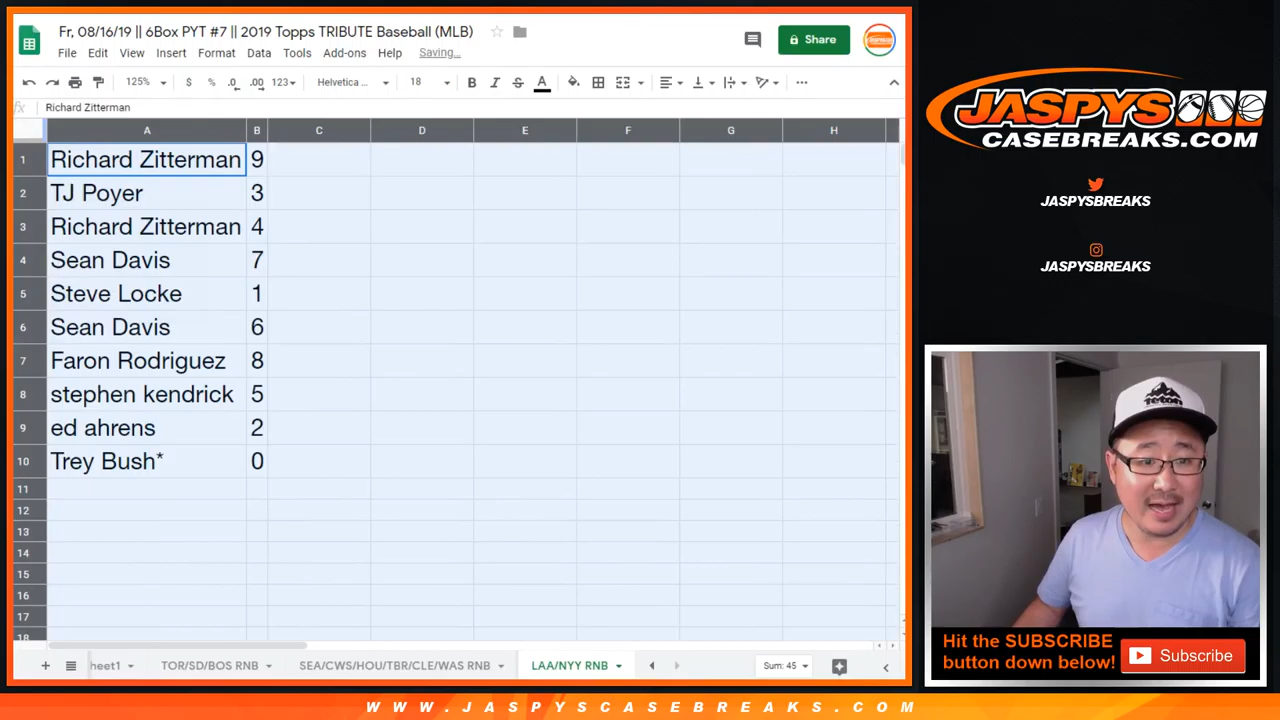 Fr, 08/16/19 || 6Box PYT #7 || 2019 Topps TRIBUTE Baseball (MLB)
File Edit View Insert Format Data Tools Add-ons Help Saving...
Share
125% $ % .0 .00 123 Helvetica ... 18 B I S A
fx Richard Zitterman
A B C D E F G H
1 Richard Zitterman 9
2 TJ Poyer 3
3 Richard Zitterman 4
4 Sean Davis 7
5 Steve Locke 1
6 Sean Davis 6
7 Faron Rodriguez 8
8 stephen kendrick 5
9 ed ahrens 2
10 Trey Bush* 0
11
12
13
14
15
16
17
18
heet1 TOR/SD/BOS RNB SEA/CWS/HOU/TBR/CLE/WAS RNB LAA/NYY RNB Sum: 45
JASPYS
CASEBREAKS.COM
JASPYSBREAKS
JASPYSBREAKS
teton
Hit the SUBSCRIBE
button down below!
Subscribe
WWW.JASPYSCASEBREAKS.COM